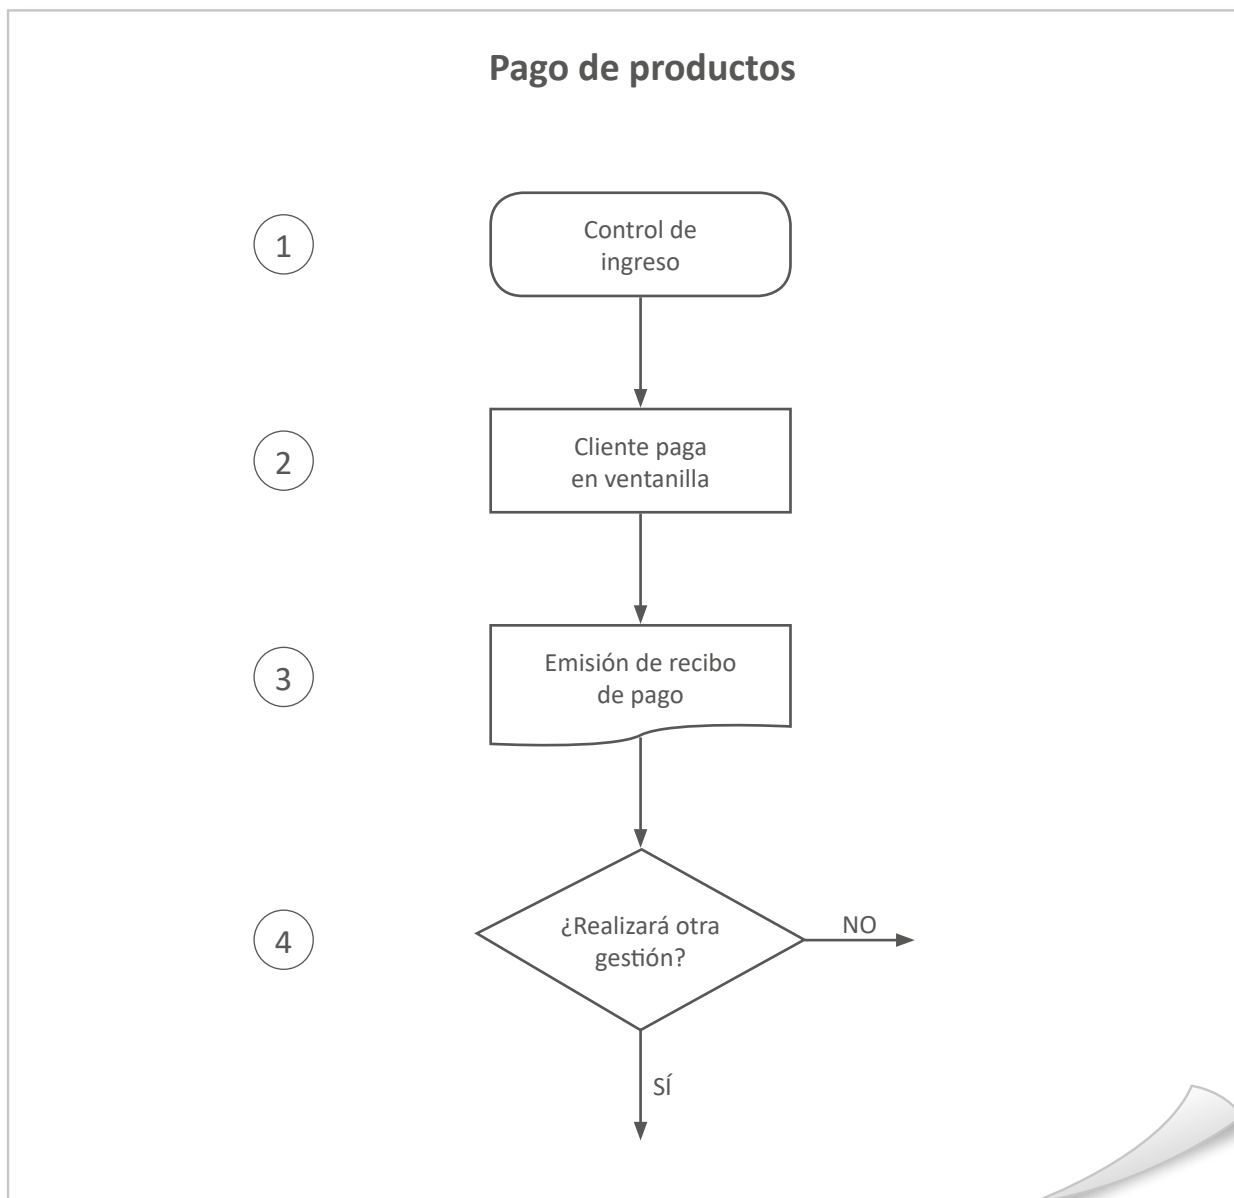 Pago de productos
1
Control de
ingreso
2
Cliente paga
en ventanilla
3
Emisión de recibo
de pago
4
¿Realizará otra
gestión?
NO
SÍ